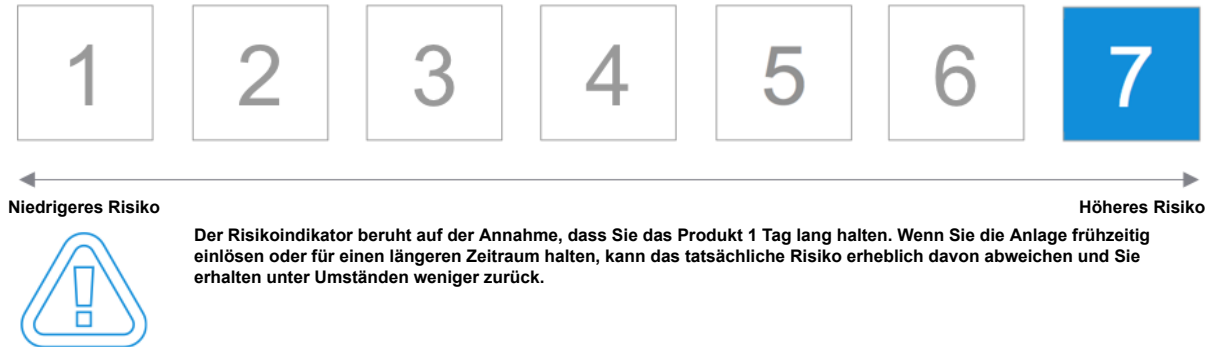 1 2 3 4 5 6 7
Niedrigeres Risiko Höheres Risiko
Der Risikoindikator beruht auf der Annahme, dass Sie das Produkt 1 Tag lang halten. Wenn Sie die Anlage frühzeitig
einlösen oder für einen längeren Zeitraum halten, kann das tatsächliche Risiko erheblich davon abweichen und Sie
erhalten unter Umständen weniger zurück.